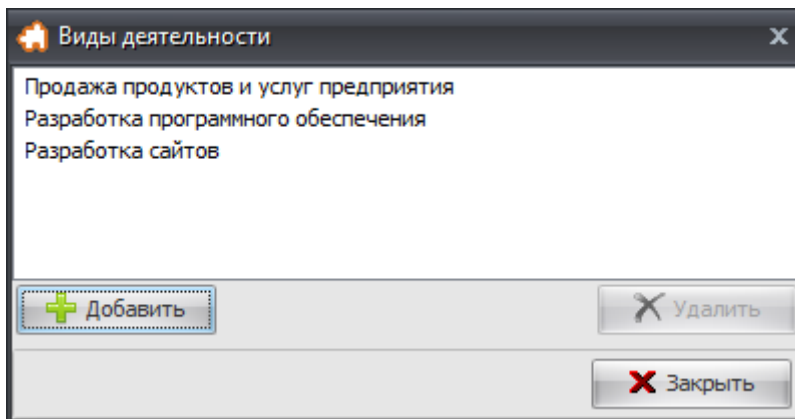 Виды деятельности
Продажа продуктов и услуг предприятия
Разработка программного обеспечения
Разработка сайтов
Добавить
Удалить
Закрыть